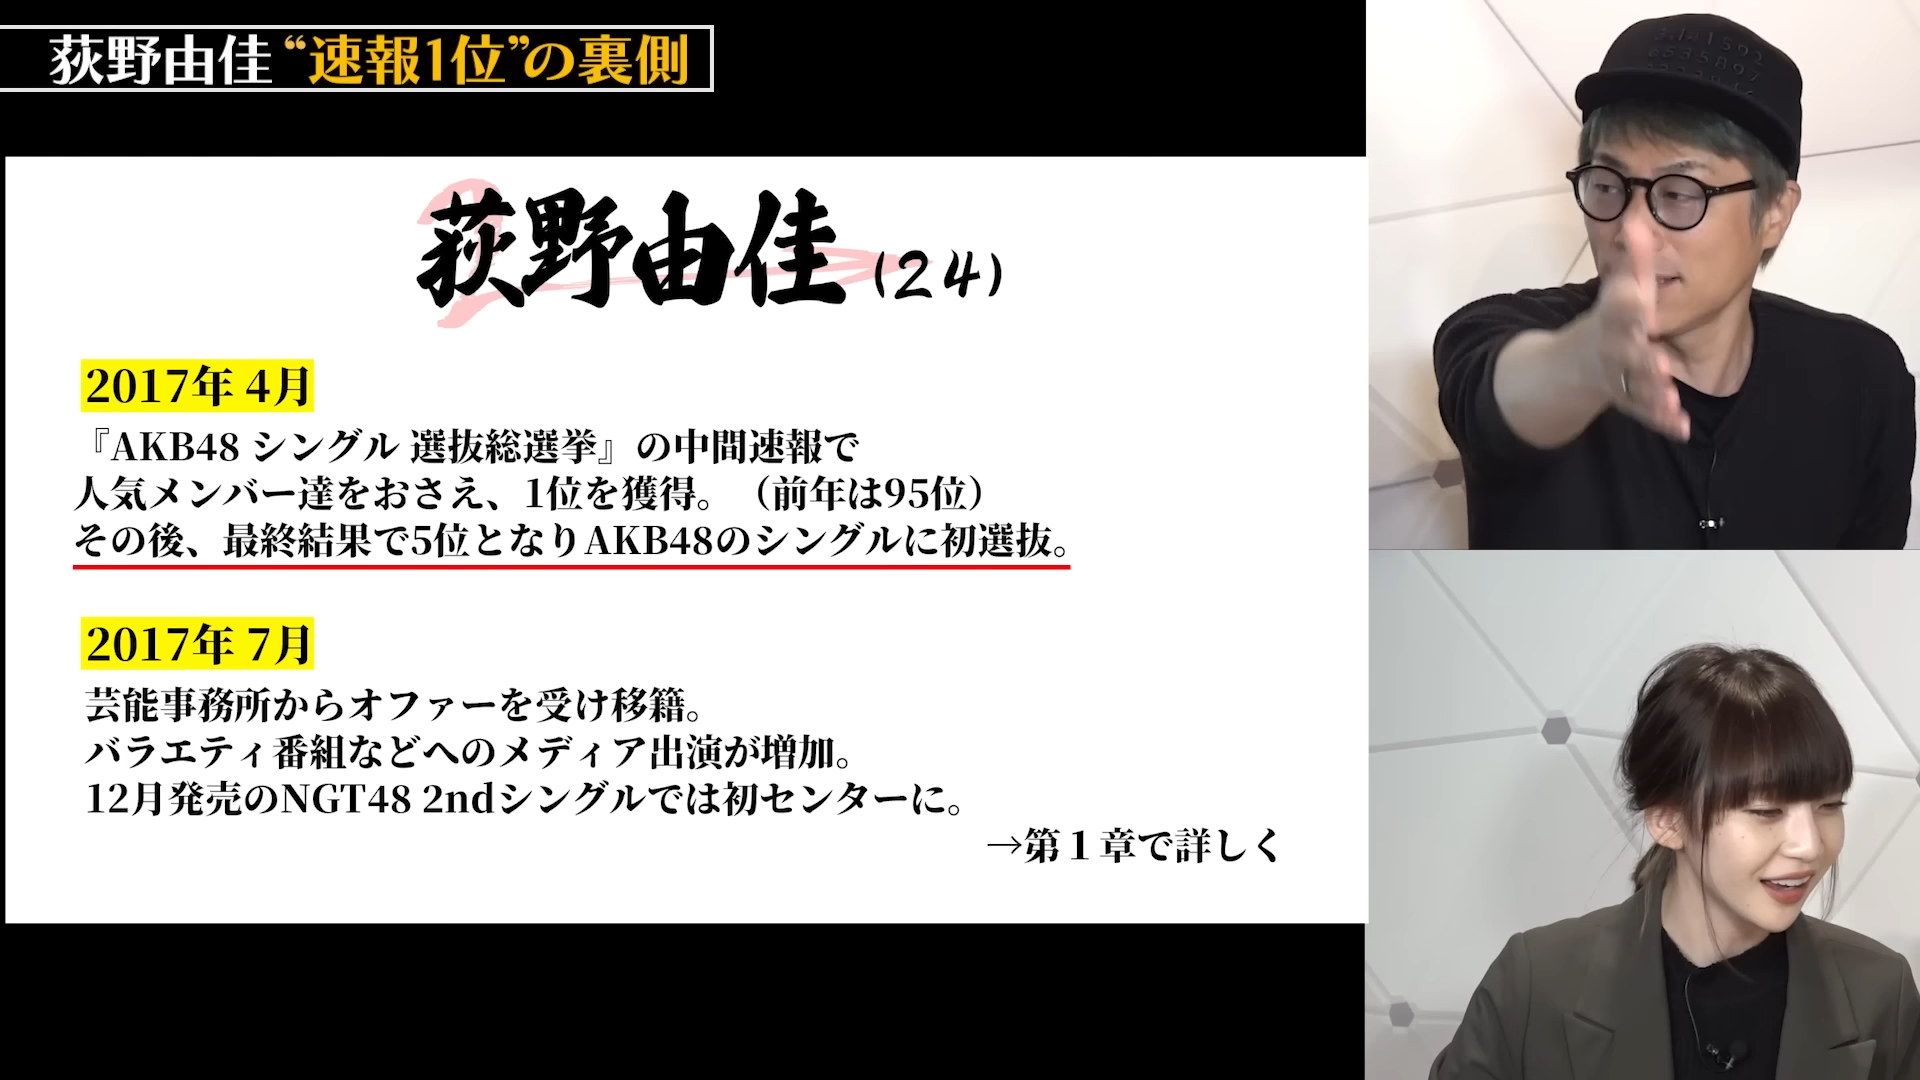 荻野由佳“速報1位”の裏側
荻野由佳(24)
2017年 4月
『AKB48 シングル 選抜総選挙』の中間速報で
人気メンバー達をおさえ、1位を獲得。（前年は95位）
その後、最終結果で5位となりAKB48のシングルに初選抜。
2017年 7月
芸能事務所からオファーを受け移籍。
バラエティ番組などへのメディア出演が増加。
12月発売のNGT48 2ndシングルでは初センターに。
→第１章で詳しく